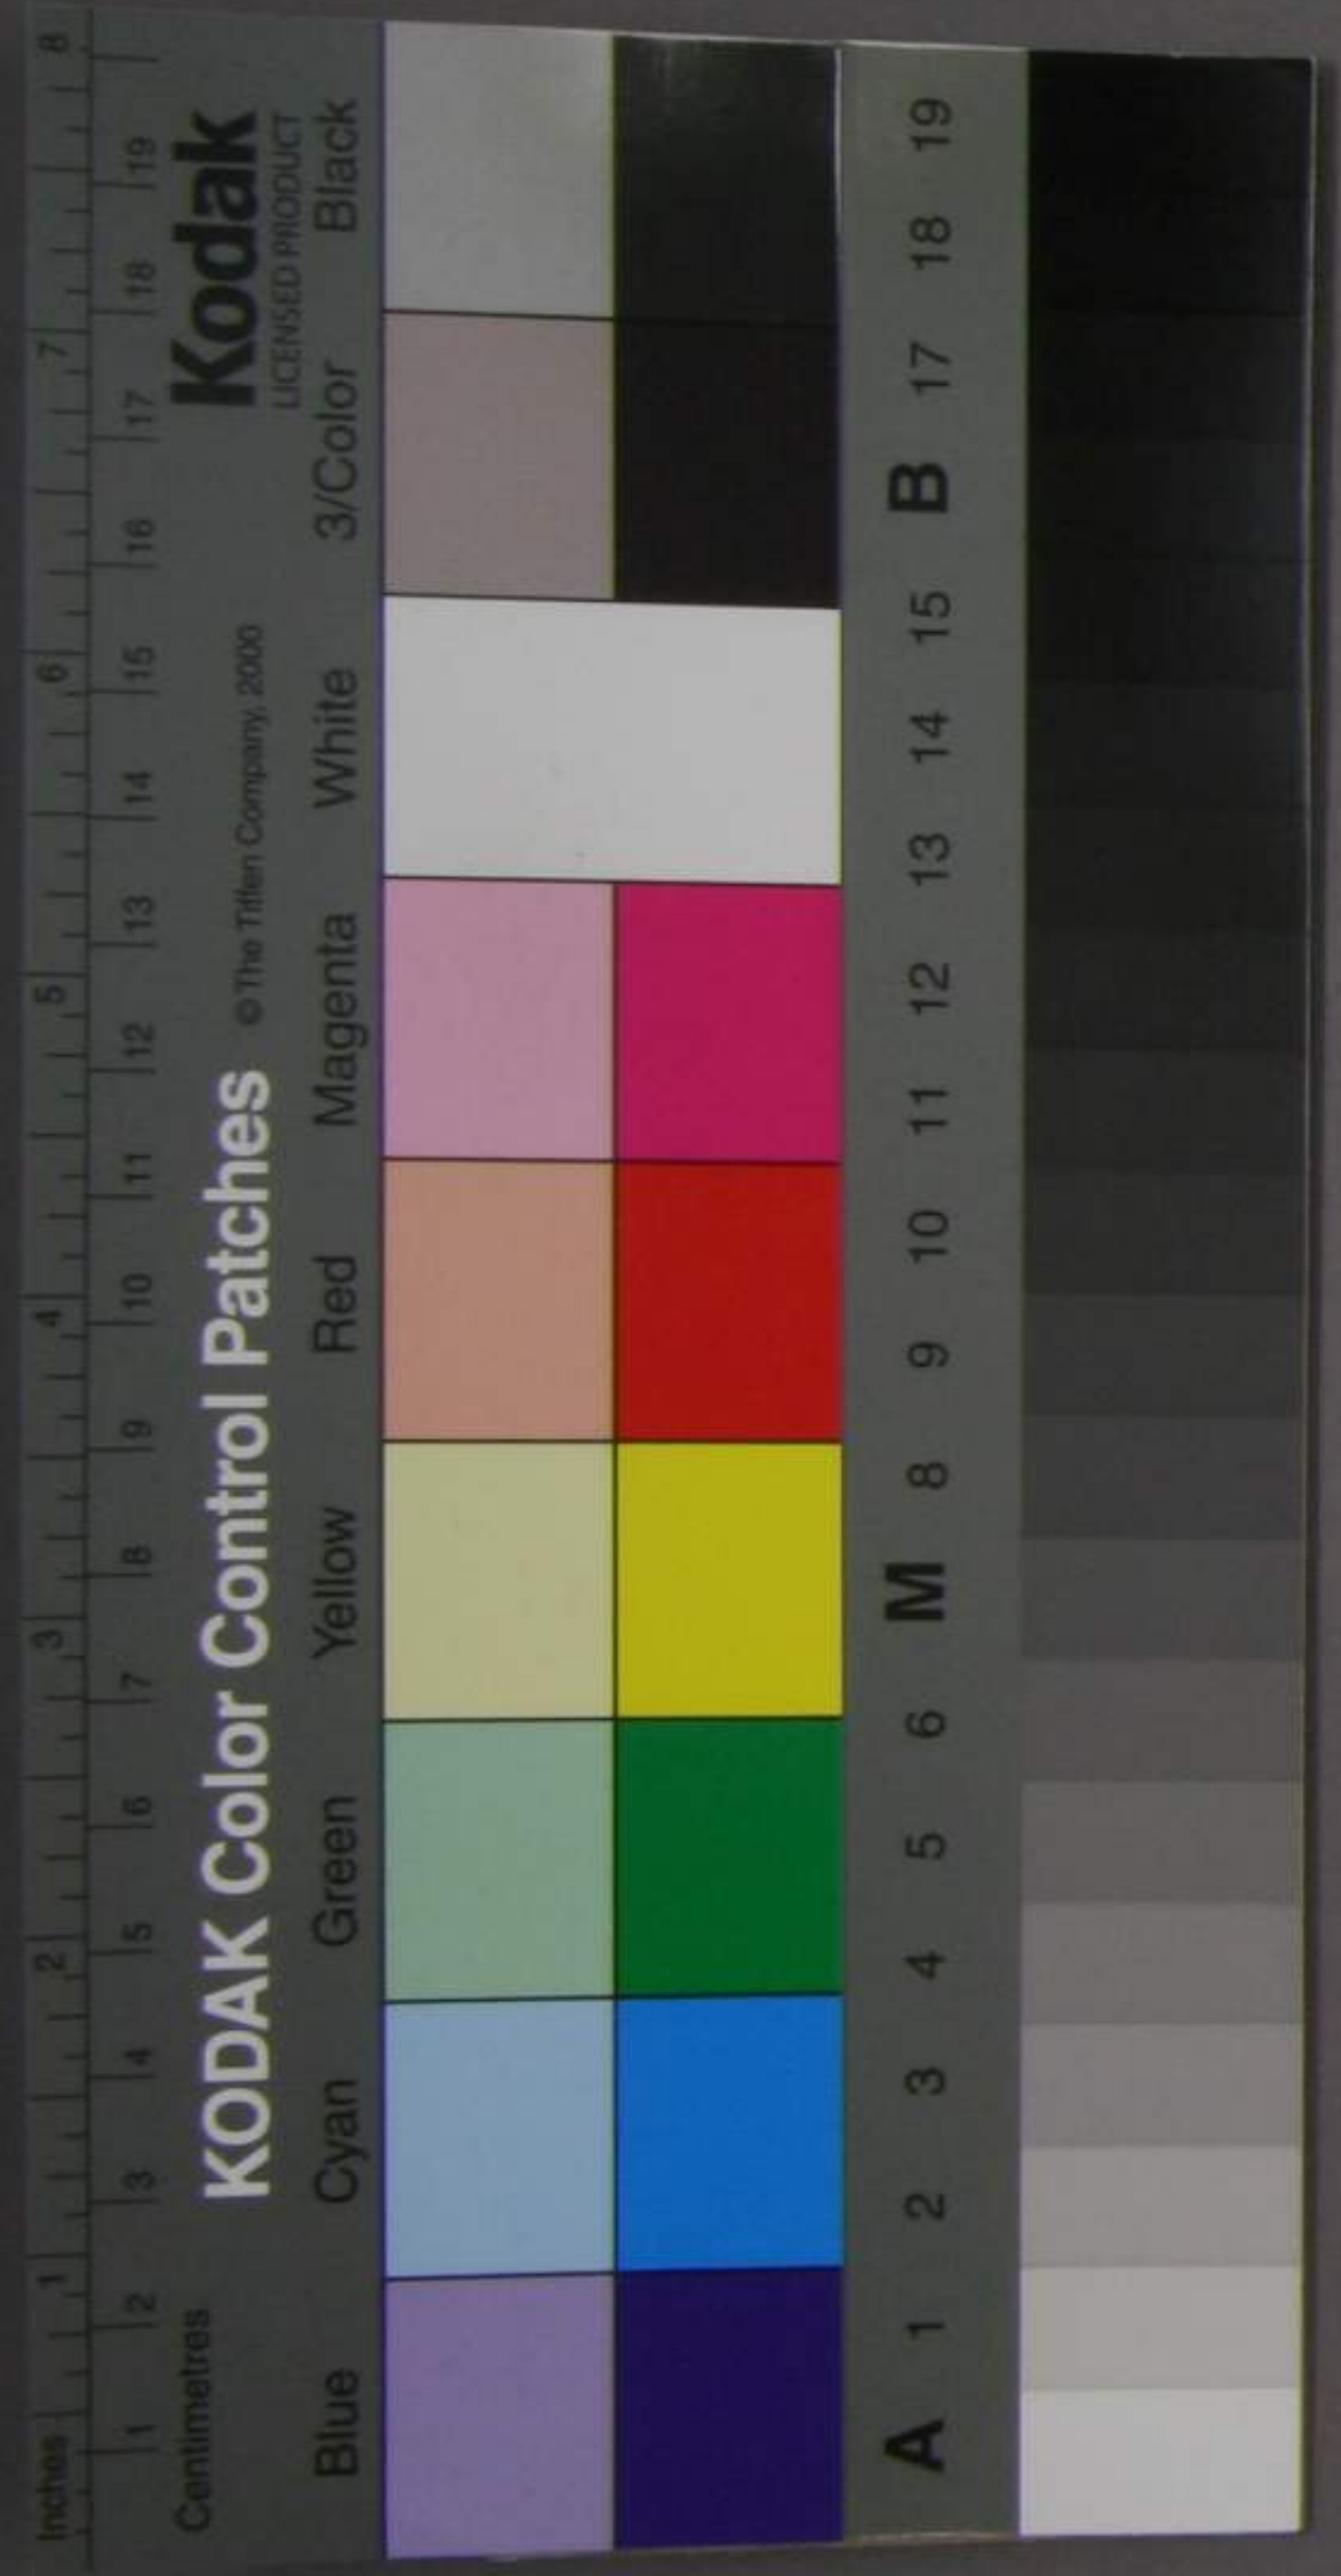 Inches 1 2 3 4 5 6 7 8
1 2 3 4 5 6 7 8 9 10 11 12 13 14 15 16 17 18 19
Centimetres
KODAK Color Control Patches © The Tiffen Company, 2000 Kodak
LICENSED PRODUCT
Blue Cyan Green Yellow Red Magenta White 3/Color Black
A 1 2 3 4 5 6 M 8 9 10 11 12 13 14 15 B 17 18 19